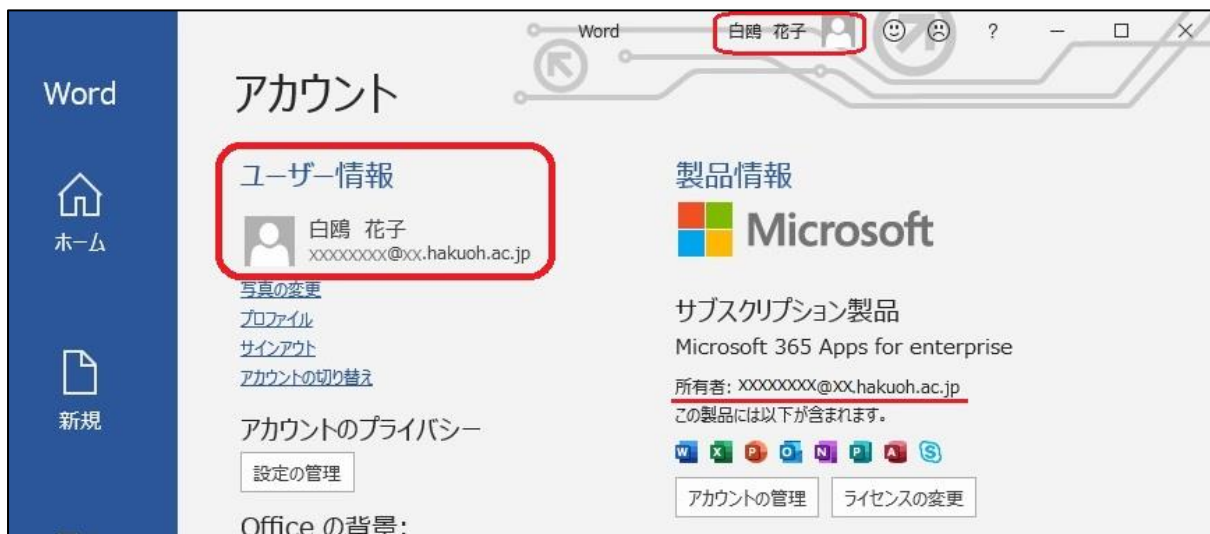 Word 白鴎 花子 ?
Word
ホーム
新規
アカウント
ユーザー情報
白鴎 花子
xxxxxxxx@xx.hakuoh.ac.jp
写真の変更
プロファイル
サインアウト
アカウントの切り替え
アカウントのプライバシー
設定の管理
Office の背景:
製品情報
Microsoft
サブスクリプション製品
Microsoft 365 Apps for enterprise
所有者: XXXXXXXX@XX.hakuoh.ac.jp
この製品には以下が含まれます。
アカウントの管理 ライセンスの変更